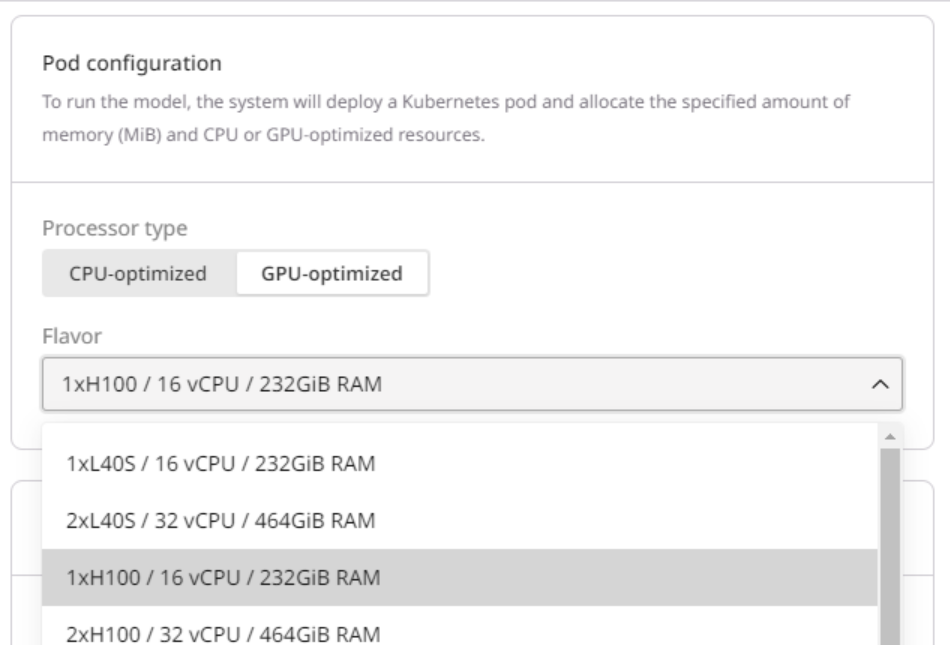 Pod configuration
To run the model, the system will deploy a Kubernetes pod and allocate the specified amount of
memory (MiB) and CPU or GPU-optimized resources.
Processor type
CPU-optimized
GPU-optimized
Flavor
1xH100 / 16 vCPU / 232GiB RAM
1xL40S / 16 vCPU / 232GiB RAM
2xL40S / 32 vCPU / 464GiB RAM
1xH100 / 16 vCPU / 232GiB RAM
2xH100 / 32 vCPU / 464GiB RAM